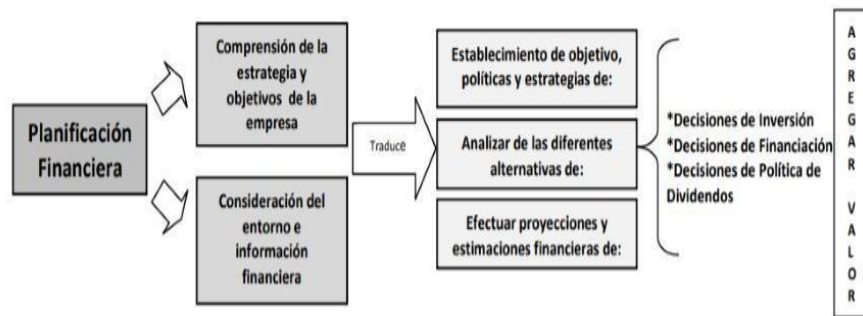 Planificación
Financiera
Comprensión de la
estrategia y
objetivos de la
empresa
Consideración del
entorno e
información
financiera
Traduce
Establecimiento de objetivo,
políticas y estrategias de:
Analizar de las diferentes
alternativas de:
Efectuar proyecciones y
estimaciones financieras de:
*Decisiones de Inversión
*Decisiones de Financiación
*Decisiones de Política de
Dividendos
A
G
R
E
G
A
R
V
A
L
O
R